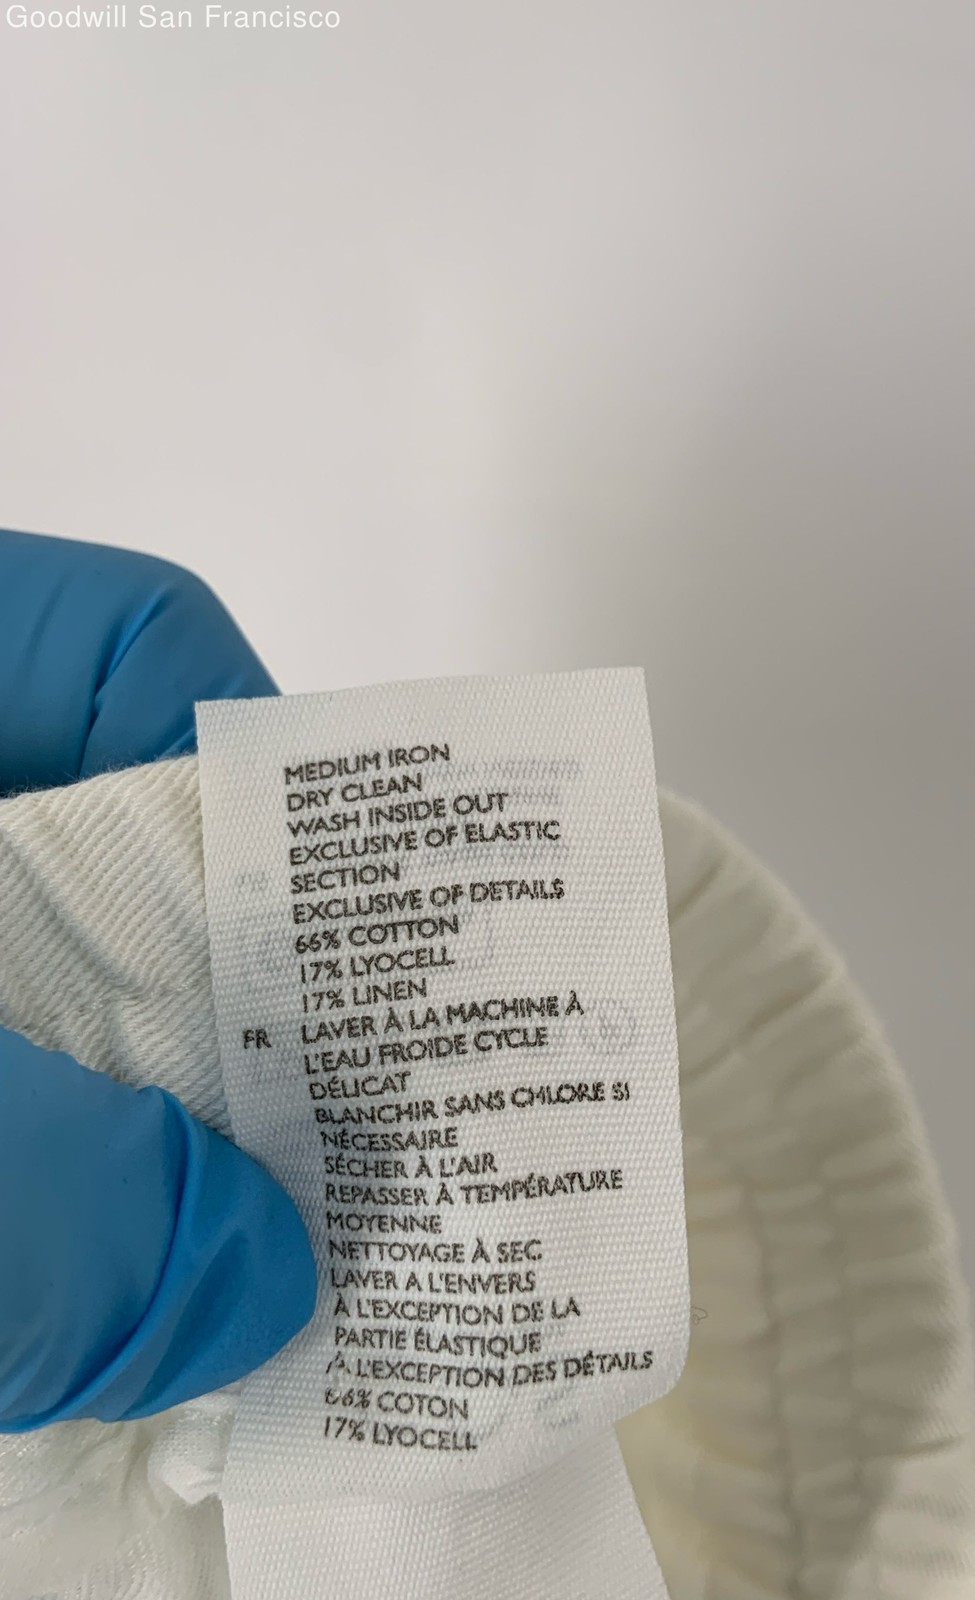 Goodwill San Francisco
MEDIUM IRON
DRY CLEAN
WASH INSIDE OUT
EXCLUSIVE OF ELASTIC
SECTION
EXCLUSIVE OF DETAILS
66% COTTON
17% LYOCELL
17% LINEN
FR LAVER À LA MACHINE À
L'EAU FROIDE CYCLE
DÉLICAT
BLANCHIR SANS CHLORE SI
NÉCESSAIRE
SÉCHER À L'AIR
REPASSER À TEMPÉRATURE
MOYENNE
NETTOYAGE À SEC
LAVER A L'ENVERS
À L'EXCEPTION DE LA
PARTIE ÉLASTIQUE
À L'EXCEPTION DES DÉTAILS
66% COTON
17% LYOCELL